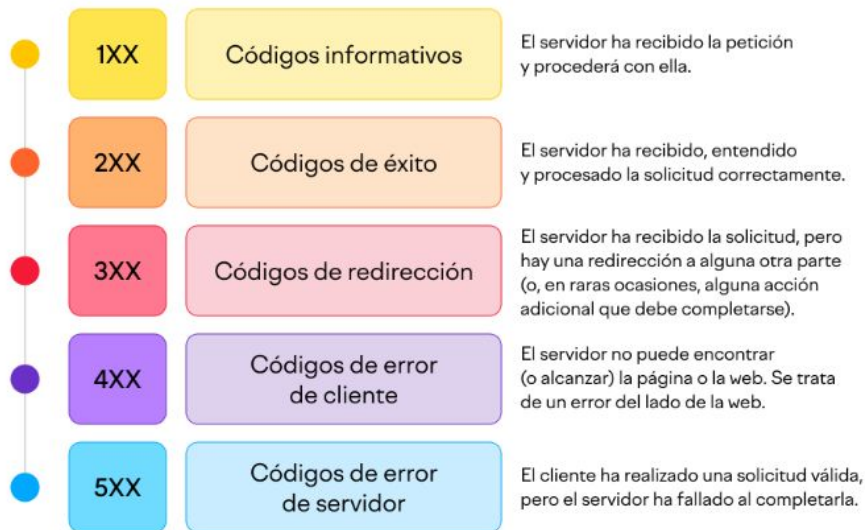 1XX
Códigos informativos
El servidor ha recibido la petición
y procederá con ella.
2XX
Códigos de éxito
El servidor ha recibido, entendido
y procesado la solicitud correctamente.
3XX
Códigos de redirección
El servidor ha recibido la solicitud, pero
hay una redirección a alguna otra parte
(o, en raras ocasiones, alguna acción
adicional que debe completarse).
4XX
Códigos de error
de cliente
El servidor no puede encontrar
(o alcanzar) la página o la web. Se trata
de un error del lado de la web.
5XX
Códigos de error
de servidor
El cliente ha realizado una solicitud válida,
pero el servidor ha fallado al completarla.